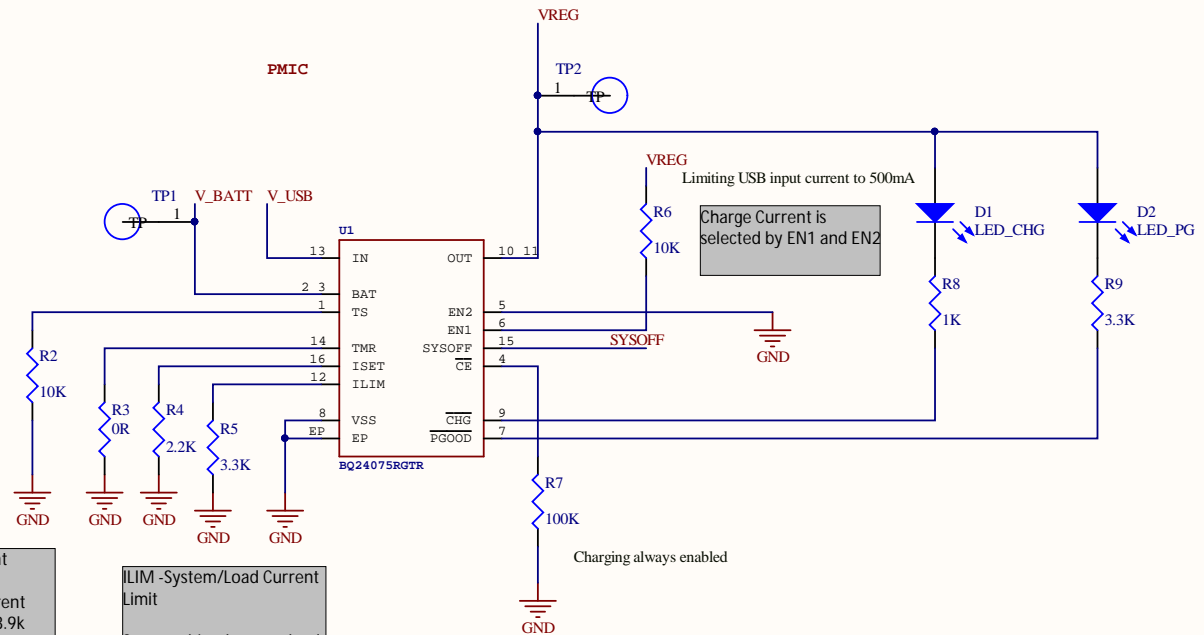 VREG
PMIC
TP2
1
TP
VREG
Limiting USB input current to 500mA
TP1
V_BATT
V_USB
1
TP
R6
10K
Charge Current is
selected by EN1 and EN2
D1
LED_CHG
D2
LED_PG
U1
13
IN
OUT
10 11
2 3
BAT
1
TS
EN2
5
EN1
6
14
TMR
SYSOFF
15
SYSOFF
16
ISET
CE
4
12
ILIM
8
VSS
CHG
9
EP
EP
PGOOD
7
BQ24075RGTR
GND
R8
1K
R9
3.3K
R2
10K
R3
0R
R4
2.2K
R5
3.3K
R7
100K
GND
GND
GND
GND
GND
Charging always enabled
ILIM -System/Load Current
Limit
3.9k
GND